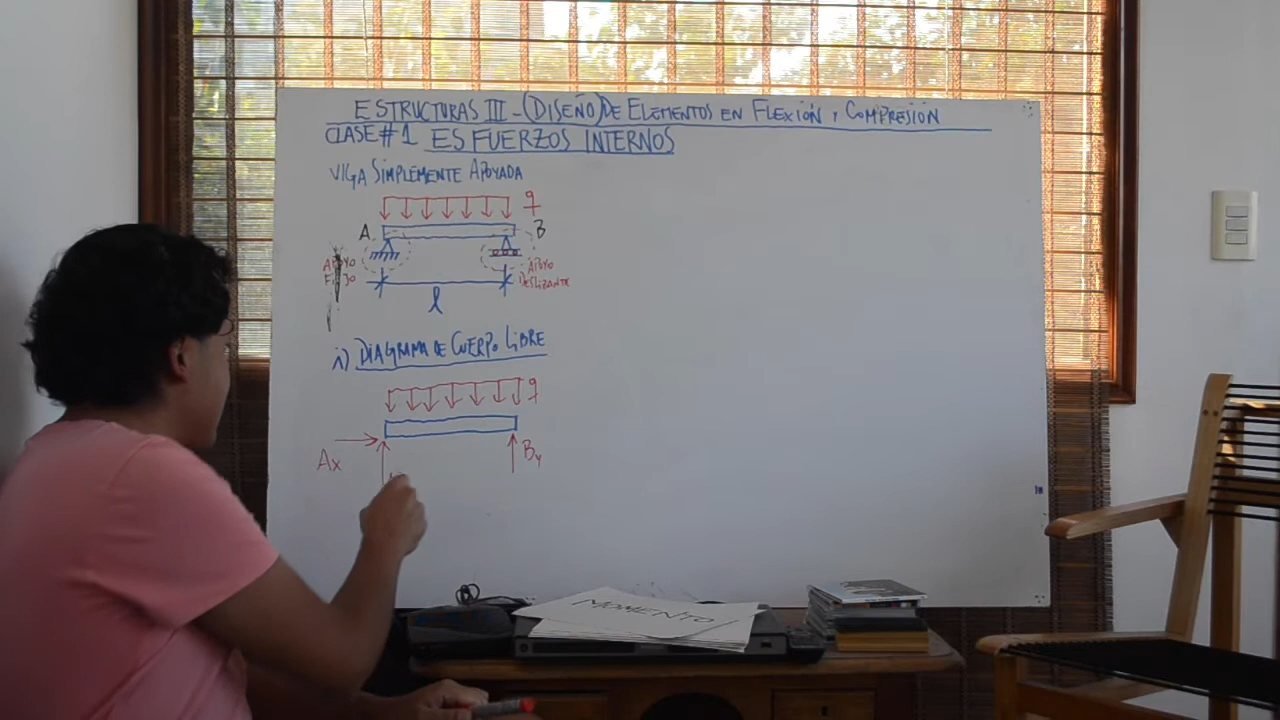 ESTRUCTURAS III - (DISEÑO) DE ELEMENTOS EN FLEXIÓN Y COMPRESIÓN
CLASE #1 ESFUERZOS INTERNOS
VIGA SIMPLEMENTE APOYADA
q
A B
APOYO
FIJO
APOYO
DESLIZANTE
l
i) DIAGRAMA DE CUERPO LIBRE
q
Ax By
MOMENTO